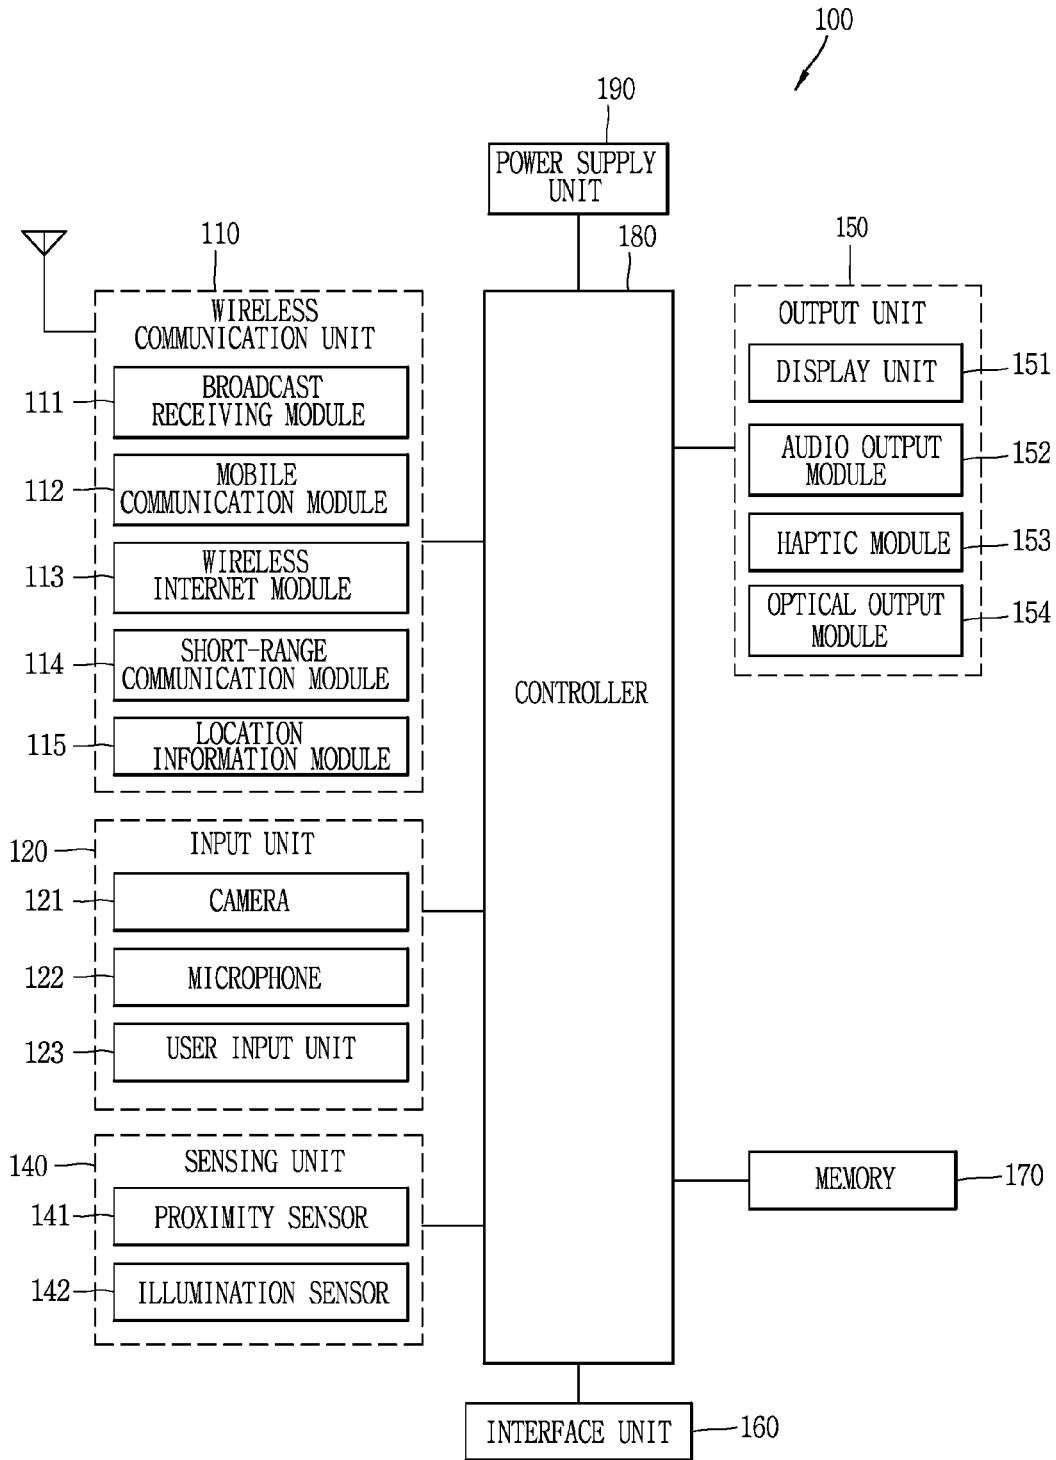 100
190
POWER SUPPLY
UNIT
110
180
150
WIRELESS
COMMUNICATION UNIT
111
BROADCAST
RECEIVING MODULE
112
MOBILE
COMMUNICATION MODULE
113
WIRELESS
INTERNET MODULE
114
SHORT-RANGE
COMMUNICATION MODULE
115
LOCATION
INFORMATION MODULE
120
INPUT UNIT
121
CAMERA
122
MICROPHONE
123
USER INPUT UNIT
140
SENSING UNIT
141
PROXIMITY SENSOR
142
ILLUMINATION SENSOR
CONTROLLER
OUTPUT UNIT
DISPLAY UNIT
151
AUDIO OUTPUT
MODULE
152
HAPTIC MODULE
153
OPTICAL OUTPUT
MODULE
154
MEMORY
170
INTERFACE UNIT
160